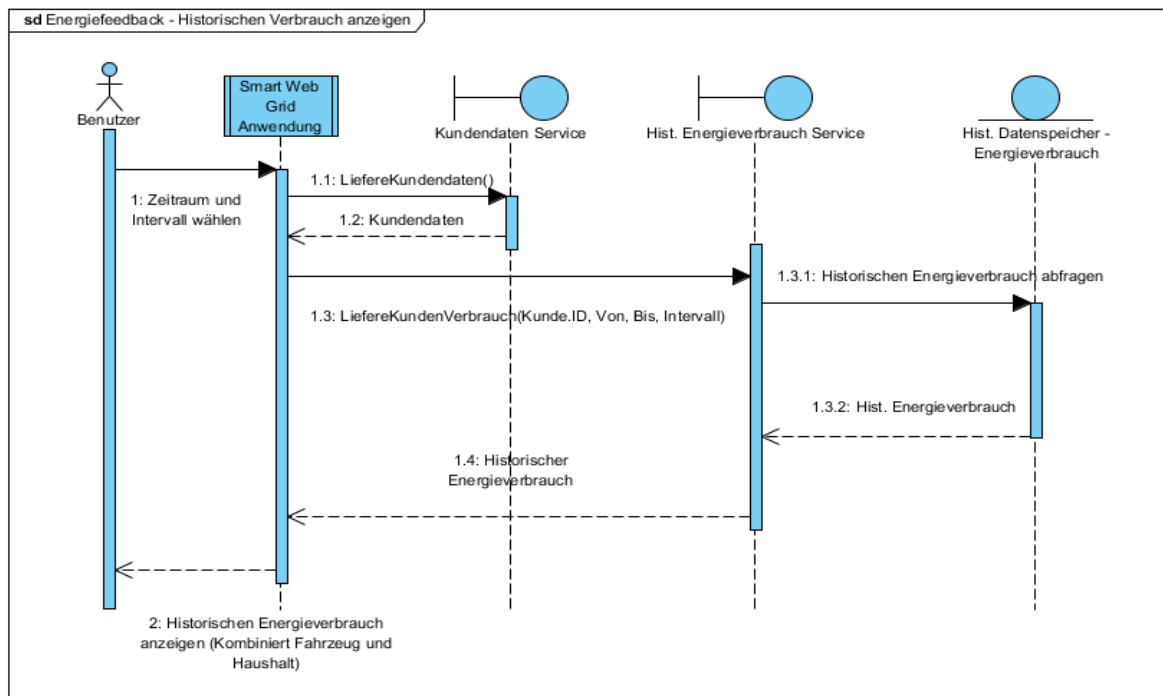 sd Energiefeedback - Historischen Verbrauch anzeigen
Benutzer
Smart Web
Grid
Anwendung
Kundendaten Service
Hist. Energieverbrauch Service
Hist. Datenspeicher -
Energieverbrauch
1: Zeitraum und
Intervall wählen
1.1: LiefereKundendaten()
1.2: Kundendaten
1.3: LiefereKundenVerbrauch(Kunde.ID, Von, Bis, Intervall)
1.3.1: Historischen Energieverbrauch abfragen
1.3.2: Hist. Energieverbrauch
1.4: Historischer
Energieverbrauch
2: Historischen Energieverbrauch
anzeigen (Kombiniert Fahrzeug und
Haushalt)